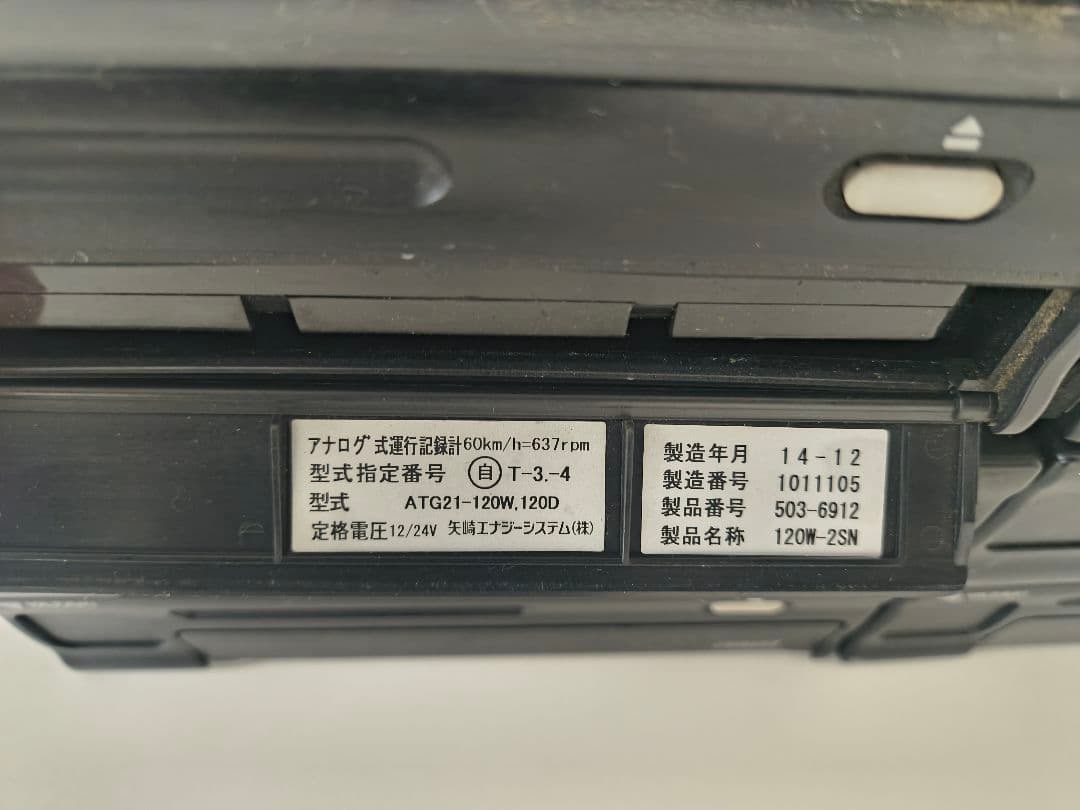 アナログ式運行記録計60km/h=637rpm
型式指定番号 自 T-3.-4
型式 ATG21-120W,120D
定格電圧12/24V 矢崎エナジーシステム(株)
製造年月 14-12
製造番号 1011105
製品番号 503-6912
製品名称 120W-2SN